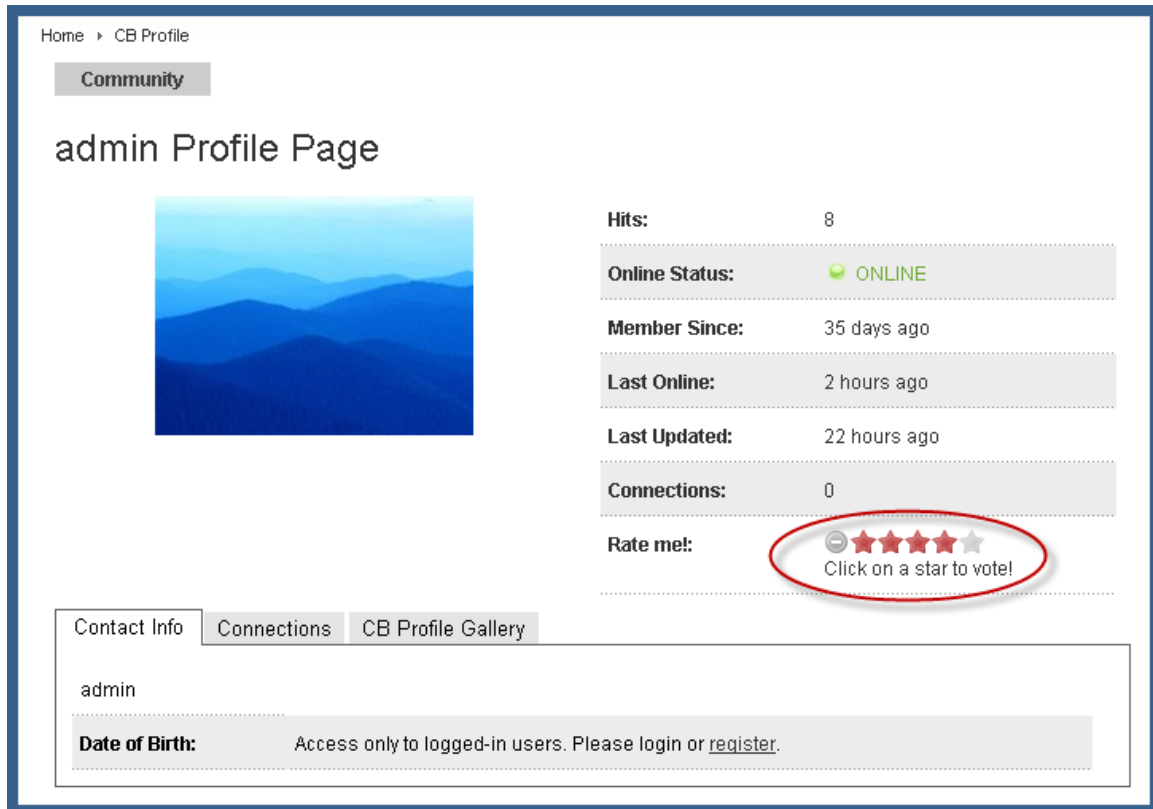 Home ▸ CB Profile
Community
admin Profile Page
Hits: 8
Online Status: ONLINE
Member Since: 35 days ago
Last Online: 2 hours ago
Last Updated: 22 hours ago
Connections: 0
Rate me!:
Click on a star to vote!
Contact Info Connections CB Profile Gallery
admin
Date of Birth: Access only to logged-in users. Please login or register.